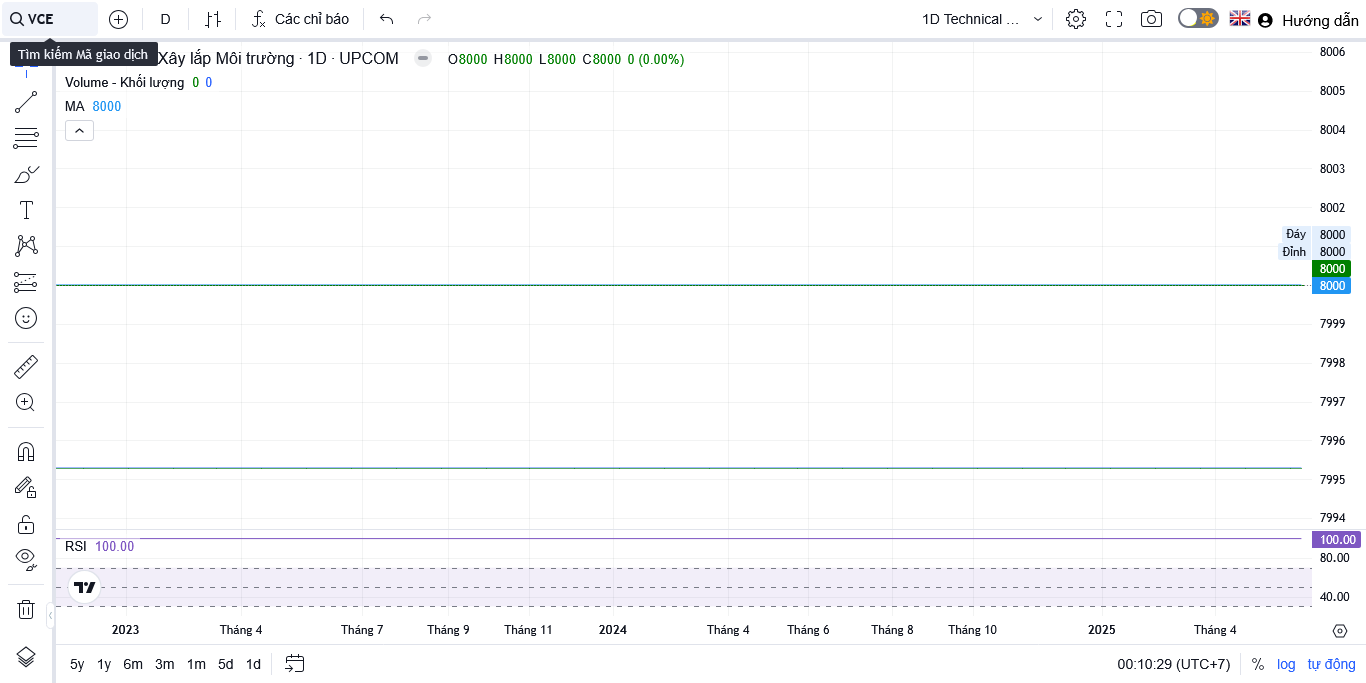 VCE
D
Các chỉ báo
1D Technical ...
Hướng dẫn
Tìm kiếm Mã giao dịch
Xây lắp Môi trường · 1D · UPCOM
O8000 H8000 L8000 C8000 0 (0.00%)
Volume - Khối lượng 0 0
MA 8000
8006
8005
8004
8003
8002
Đáy 8000
Đỉnh 8000
8000
8000
7999
7998
7997
7996
7995
7994
RSI 100.00
100.00
80.00
40.00
2023 Tháng 4 Tháng 7 Tháng 9 Tháng 11 2024 Tháng 4 Tháng 6 Tháng 8 Tháng 10 2025 Tháng 4
5y 1y 6m 3m 1m 5d 1d
00:10:29 (UTC+7)
% log tự động